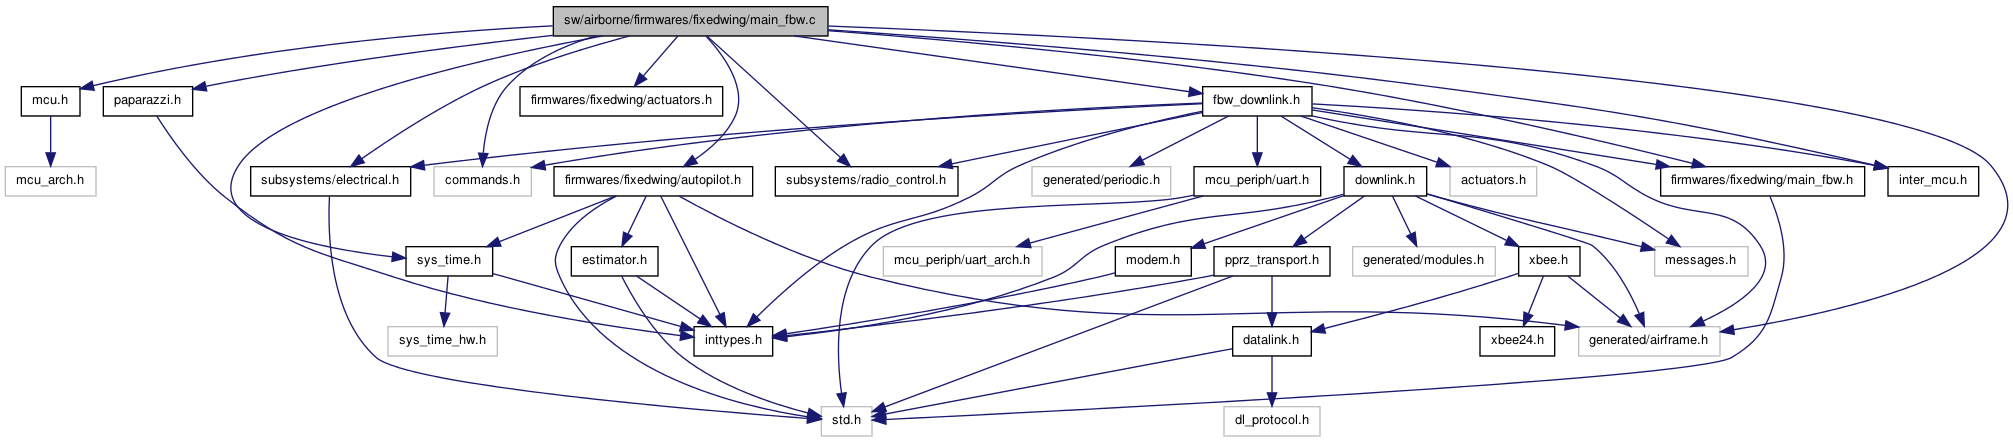 sw/airborne/firmwares/fixedwing/main_fbw.c
mcu.h
paparazzi.h
firmwares/fixedwing/actuators.h
fbw_downlink.h
mcu_arch.h
subsystems/electrical.h
commands.h
firmwares/fixedwing/autopilot.h
subsystems/radio_control.h
generated/periodic.h
mcu_periph/uart.h
downlink.h
actuators.h
firmwares/fixedwing/main_fbw.h
inter_mcu.h
sys_time.h
estimator.h
mcu_periph/uart_arch.h
modem.h
pprz_transport.h
generated/modules.h
xbee.h
messages.h
sys_time_hw.h
inttypes.h
datalink.h
xbee24.h
generated/airframe.h
std.h
dl_protocol.h